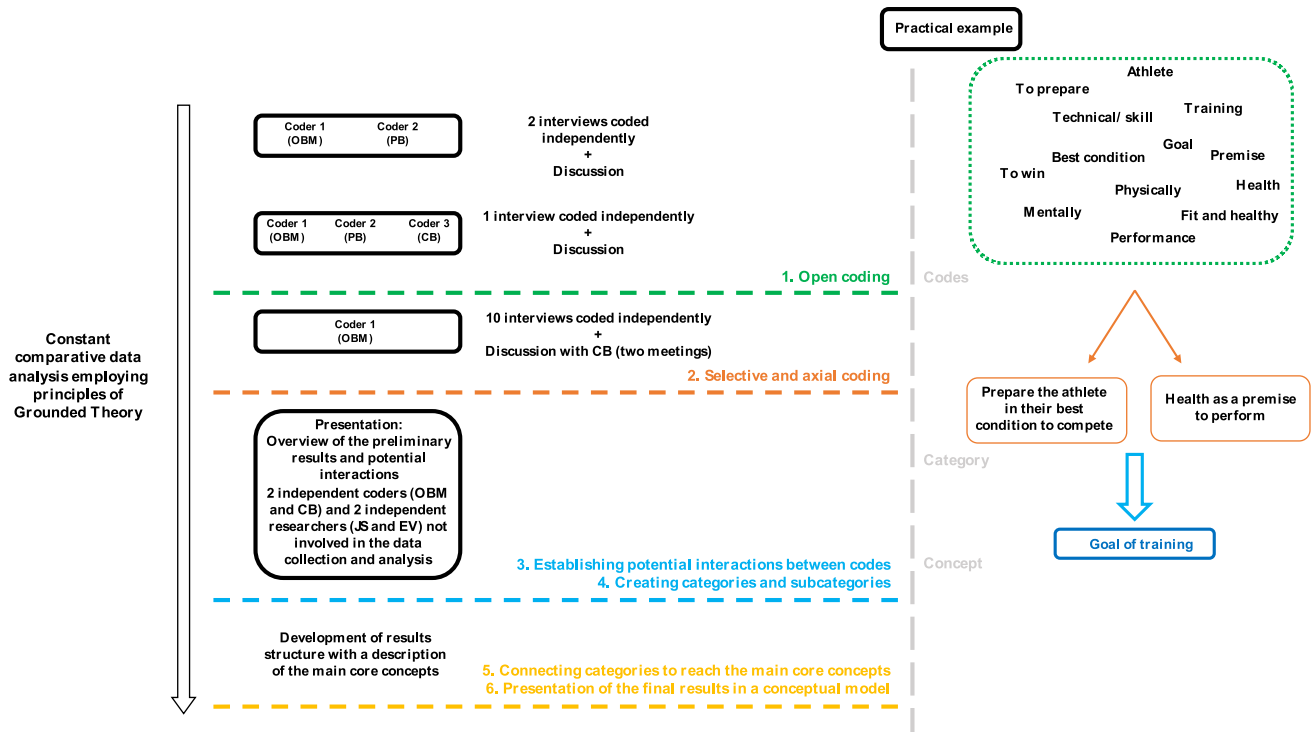 Practical example
Constant
comparative data
analysis employing
principles of
Grounded Theory
Coder 1
(OBM)
Coder 2
(PB)
2 interviews coded
independently
+
Discussion
Coder 1
(OBM)
Coder 2
(PB)
Coder 3
(CB)
1 interview coded independently
+
Discussion
1. Open coding
Coder 1
(OBM)
10 interviews coded independently
+
Discussion with CB (two meetings)
2. Selective and axial coding
Presentation:
Overview of the preliminary
results and potential
interactions
2 independent coders (OBM
and CB) and 2 independent
researchers (JS and EV) not
involved in the data
collection and analysis
3. Establishing potential interactions between codes
4. Creating categories and subcategories
Development of results
structure with a description
of the main core concepts
5. Connecting categories to reach the main core concepts
6. Presentation of the final results in a conceptual model
Athlete
To prepare
Training
Technical/ skill
Goal
Best condition
Premise
To win
Physically
Health
Mentally
Fit and healthy
Performance
Codes
Prepare the athlete
in their best
condition to compete
Health as a premise
to perform
Category
Goal of training
Concept